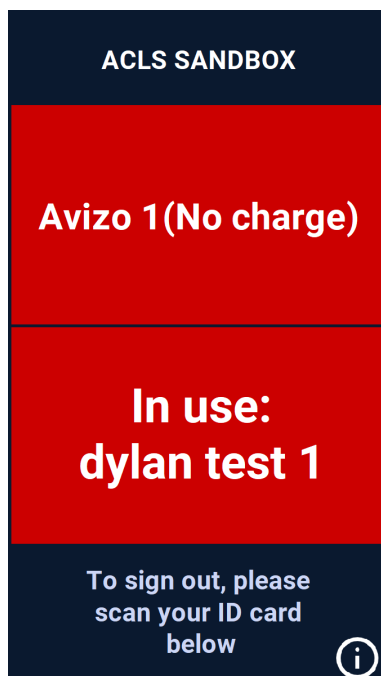 ACLS SANDBOX
Avizo 1(No charge)
In use:
dylan test 1
To sign out, please
scan your ID card
below